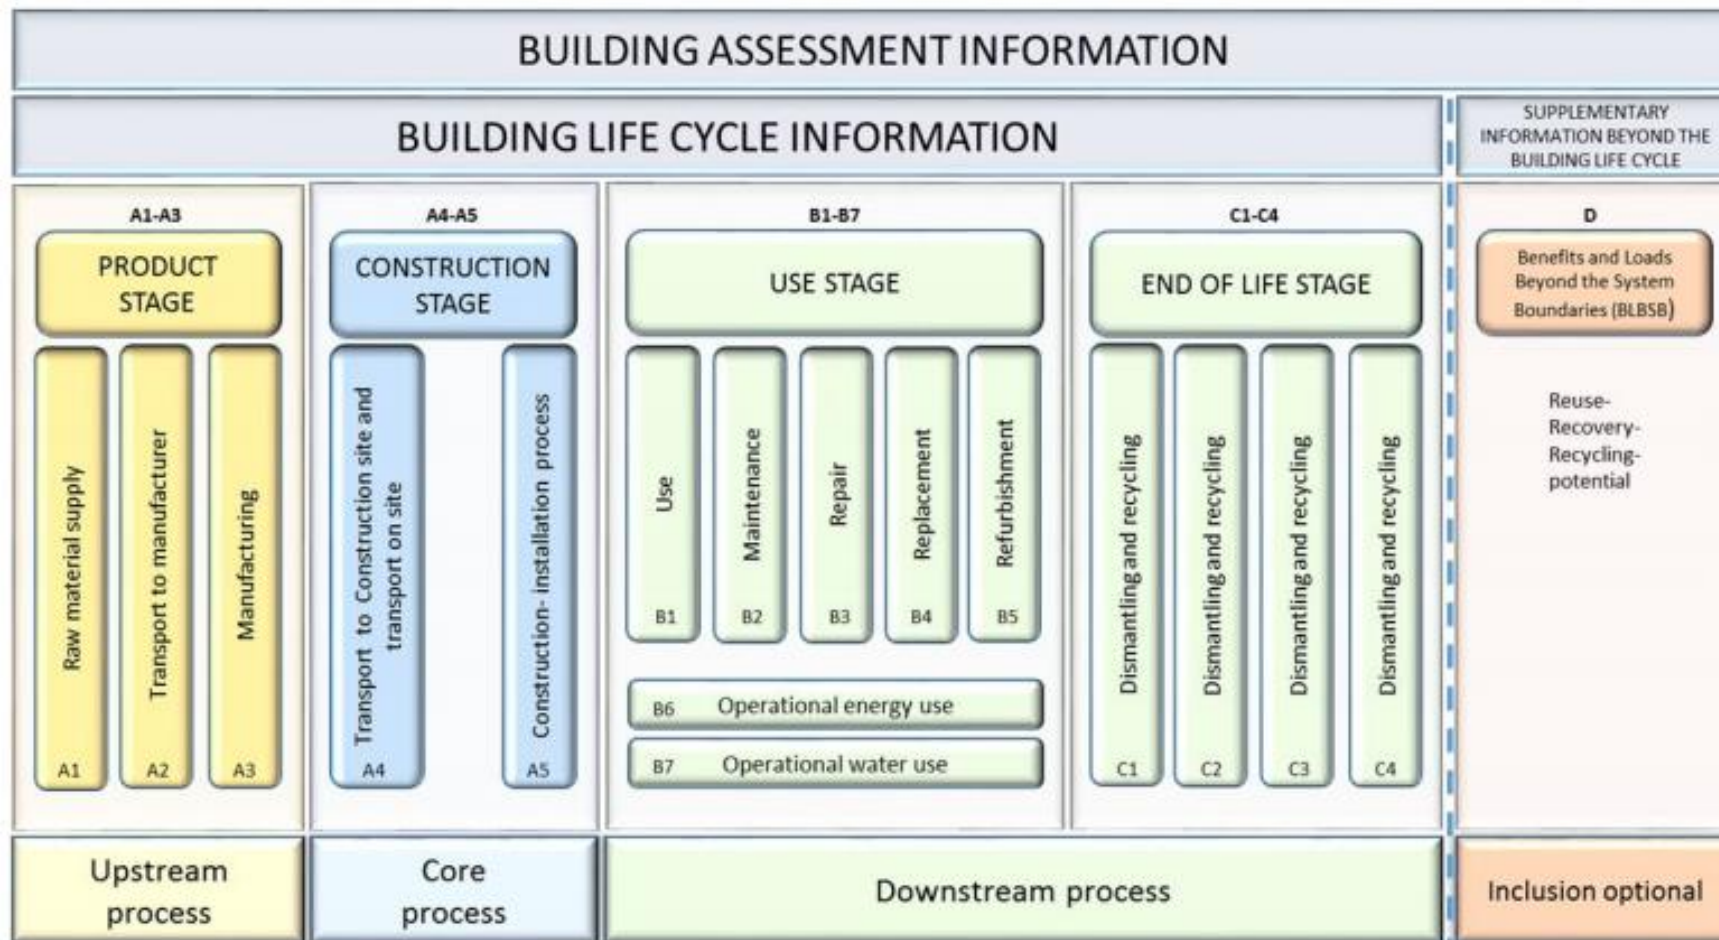 BUILDING ASSESSMENT INFORMATION
BUILDING LIFE CYCLE INFORMATION
SUPPLEMENTARY
INFORMATION BEYOND THE
BUILDING LIFE CYCLE
A1-A3
PRODUCT
STAGE
Raw material supply
A1
Transport to manufacturer
A2
Manufacturing
A3
A4-A5
CONSTRUCTION
STAGE
Transport to Construction site and
transport on site
A4
Construction- installation process
A5
B1-B7
USE STAGE
Use
B1
Maintenance
B2
Repair
B3
Replacement
B4
Refurbishment
B5
B6 Operational energy use
B7 Operational water use
C1-C4
END OF LIFE STAGE
Dismantling and recycling
C1
Dismantling and recycling
C2
Dismantling and recycling
C3
Dismantling and recycling
C4
D
Benefits and Loads
Beyond the System
Boundaries (BLBSB)
Reuse-
Recovery-
Recycling-
potential
Upstream
process
Core
process
Downstream process
Inclusion optional